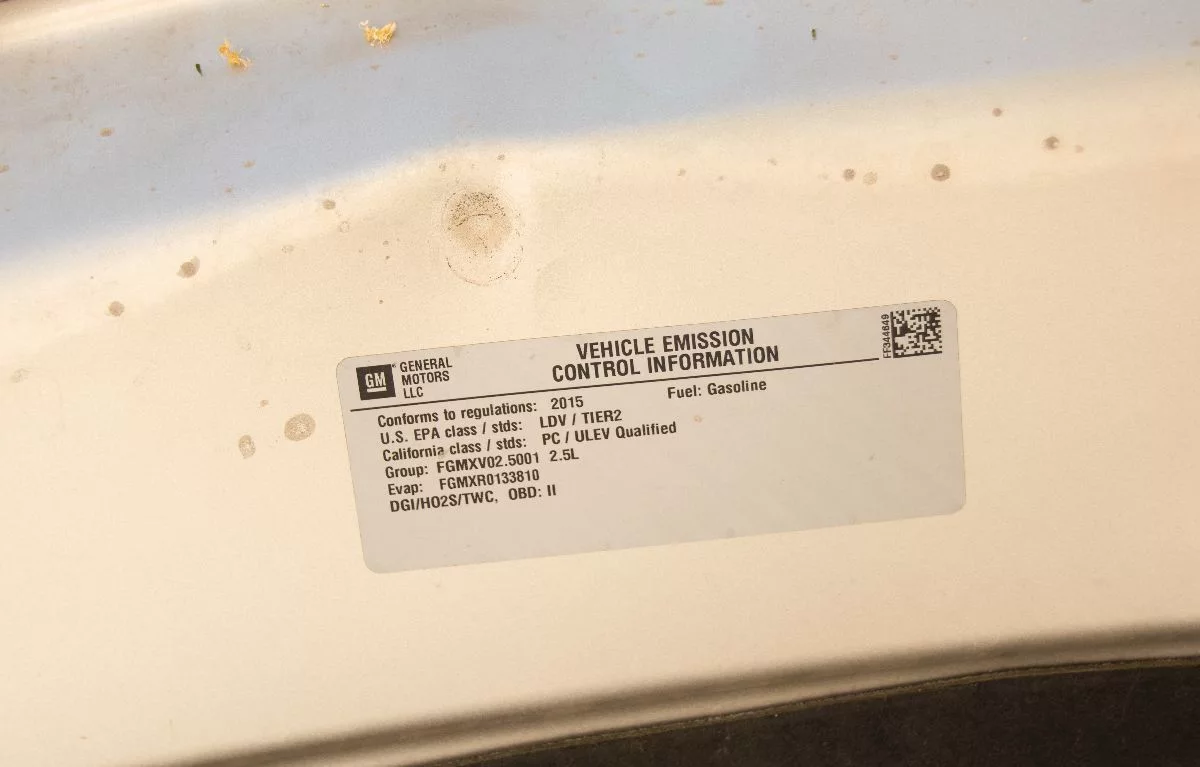 GM
GENERAL
MOTORS
LLC
VEHICLE EMISSION
CONTROL INFORMATION
FF344649
Conforms to regulations: 2015 Fuel: Gasoline
U.S. EPA class / stds: LDV / TIER2
California class / stds: PC / ULEV Qualified
Group: FGMXV02.5001 2.5L
Evap: FGMXR0133810
DGI/HO2S/TWC, OBD: II